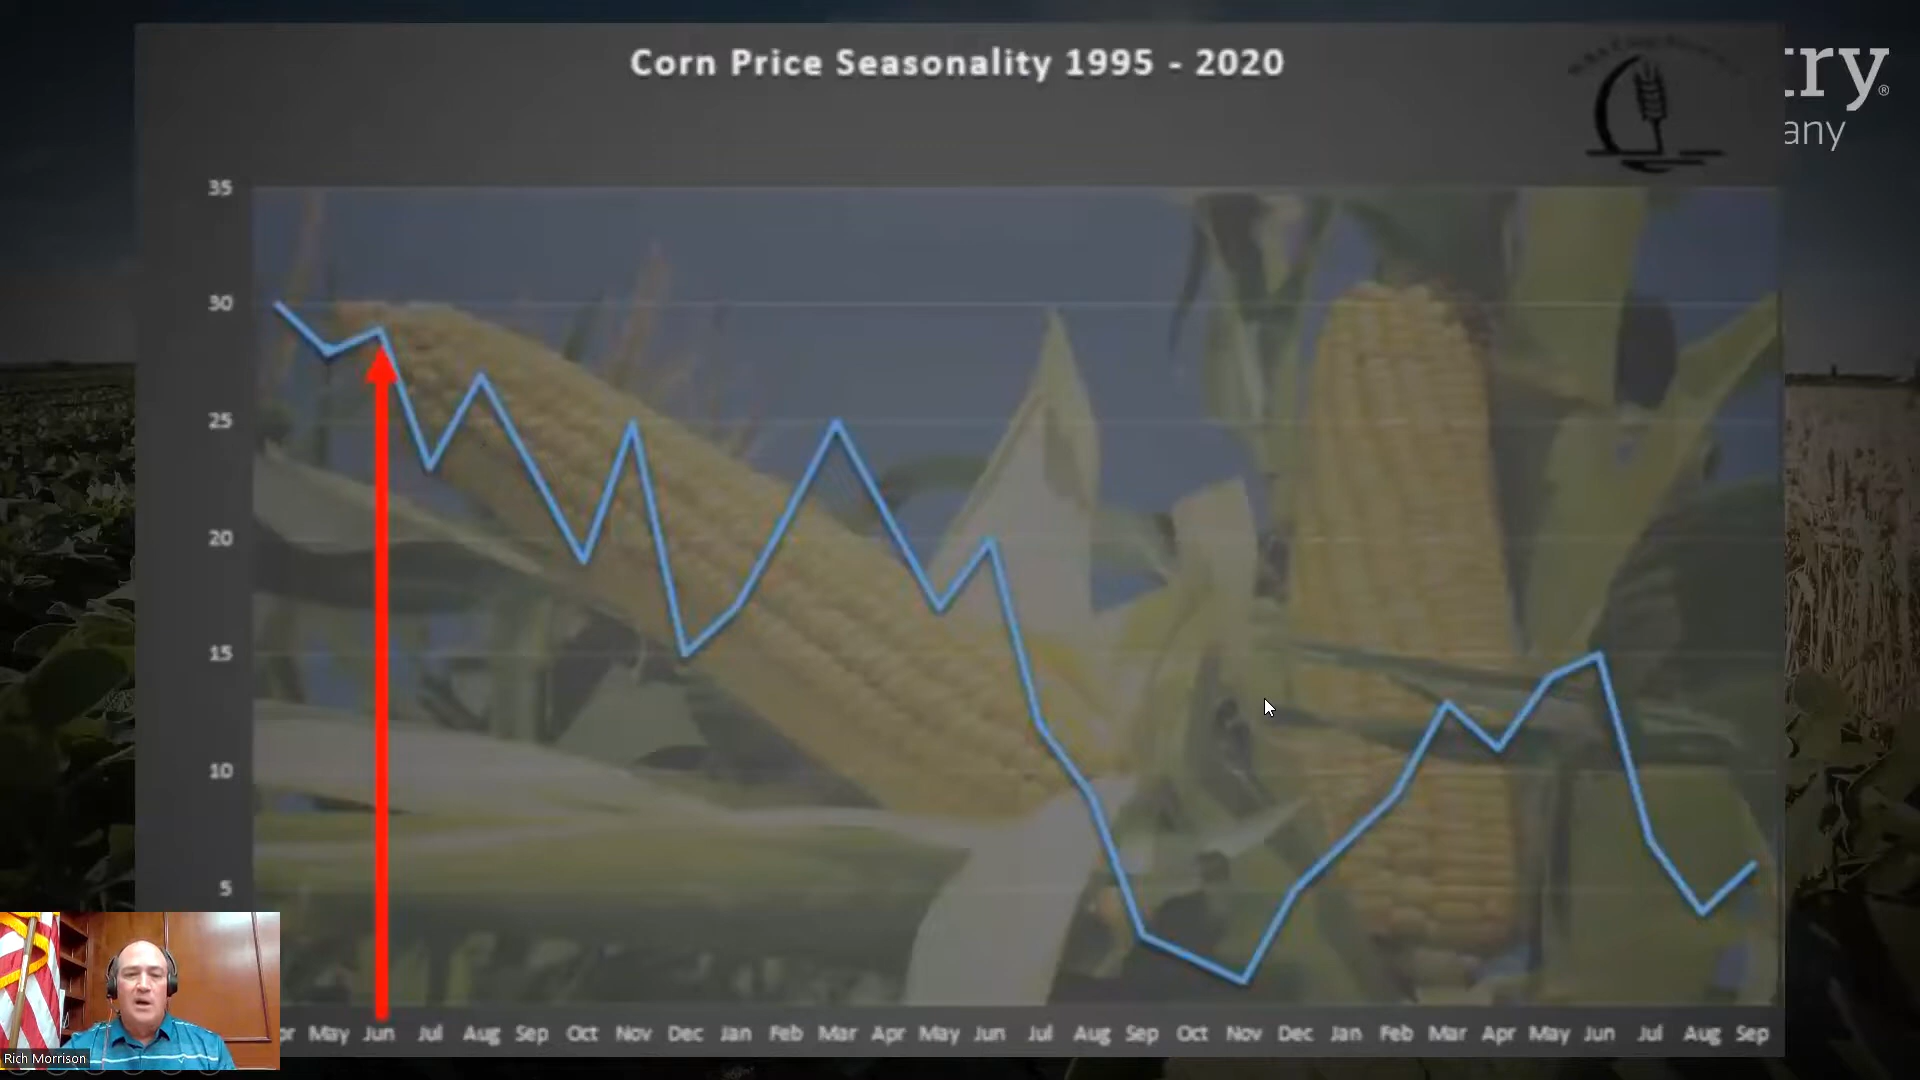 Corn Price Seasonality 1995 - 2020
try®
any
35
30
25
20
15
10
5
pr May Jun Jul Aug Sep Oct Nov Dec Jan Feb Mar Apr May Jun Jul Aug Sep Oct Nov Dec Jan Feb Mar Apr May Jun Jul Aug Sep
Rich Morrison